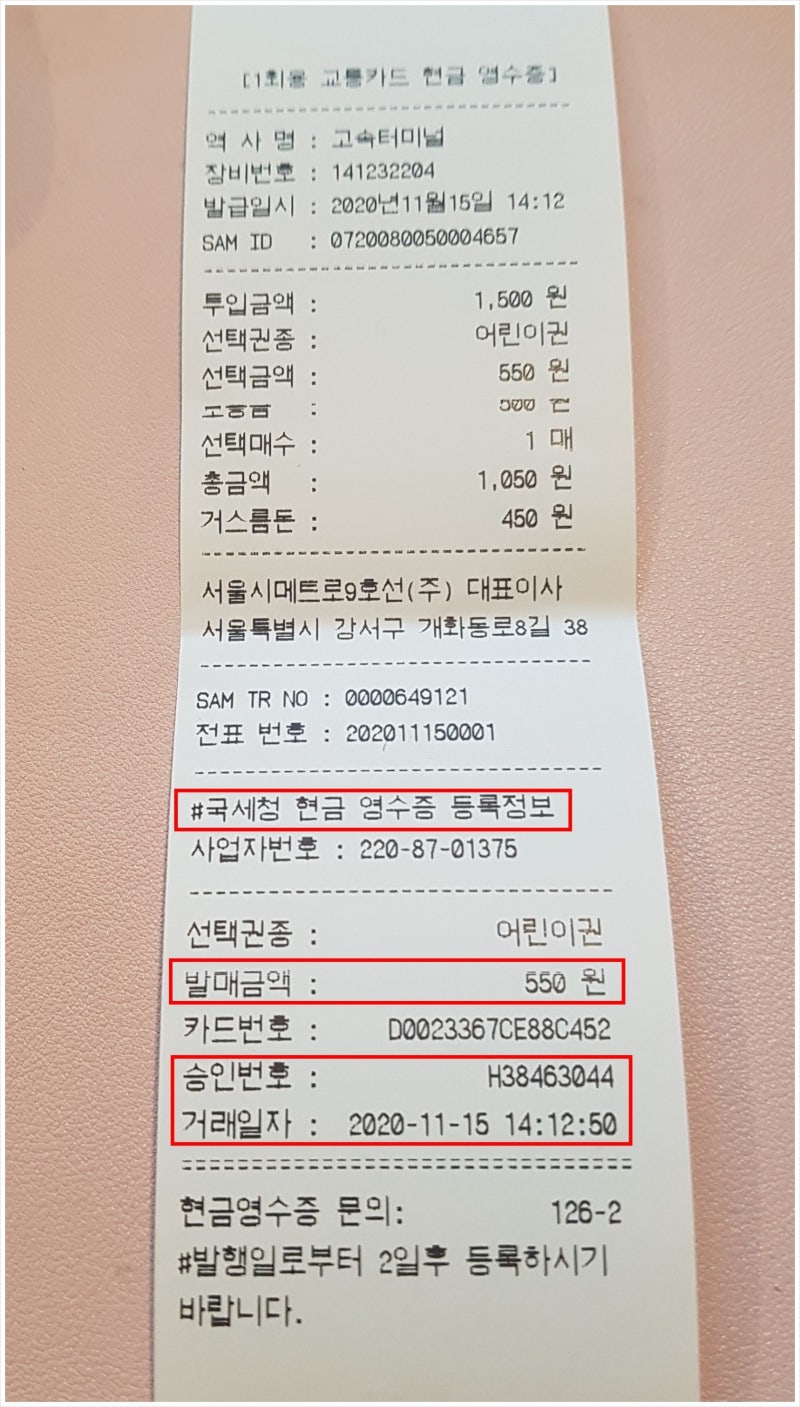 [1회용 교통카드 현금 영수증]
역 사 명 : 고속터미널
장비번호 : 141232204
발급일시 : 2020년11월15일 14:12
SAM ID : 0720080050004657
투입금액 : 1,500 원
선택권종 : 어린이권
선택금액 : 550 원
보증금 : 500 원
선택매수 : 1 매
총금액 : 1,050 원
거스름돈 : 450 원
서울시메트로9호선(주) 대표이사
서울특별시 강서구 개화동로8길 38
SAM TR NO : 0000649121
전표 번호 : 202011150001
#국세청 현금 영수증 등록정보
사업자번호 : 220-87-01375
선택권종 : 어린이권
발매금액 : 550 원
카드번호 : D0023367CE88C452
승인번호 : H38463044
거래일자 : 2020-11-15 14:12:50
현금영수증 문의: 126-2
#발행일로부터 2일후 등록하시기
바랍니다.